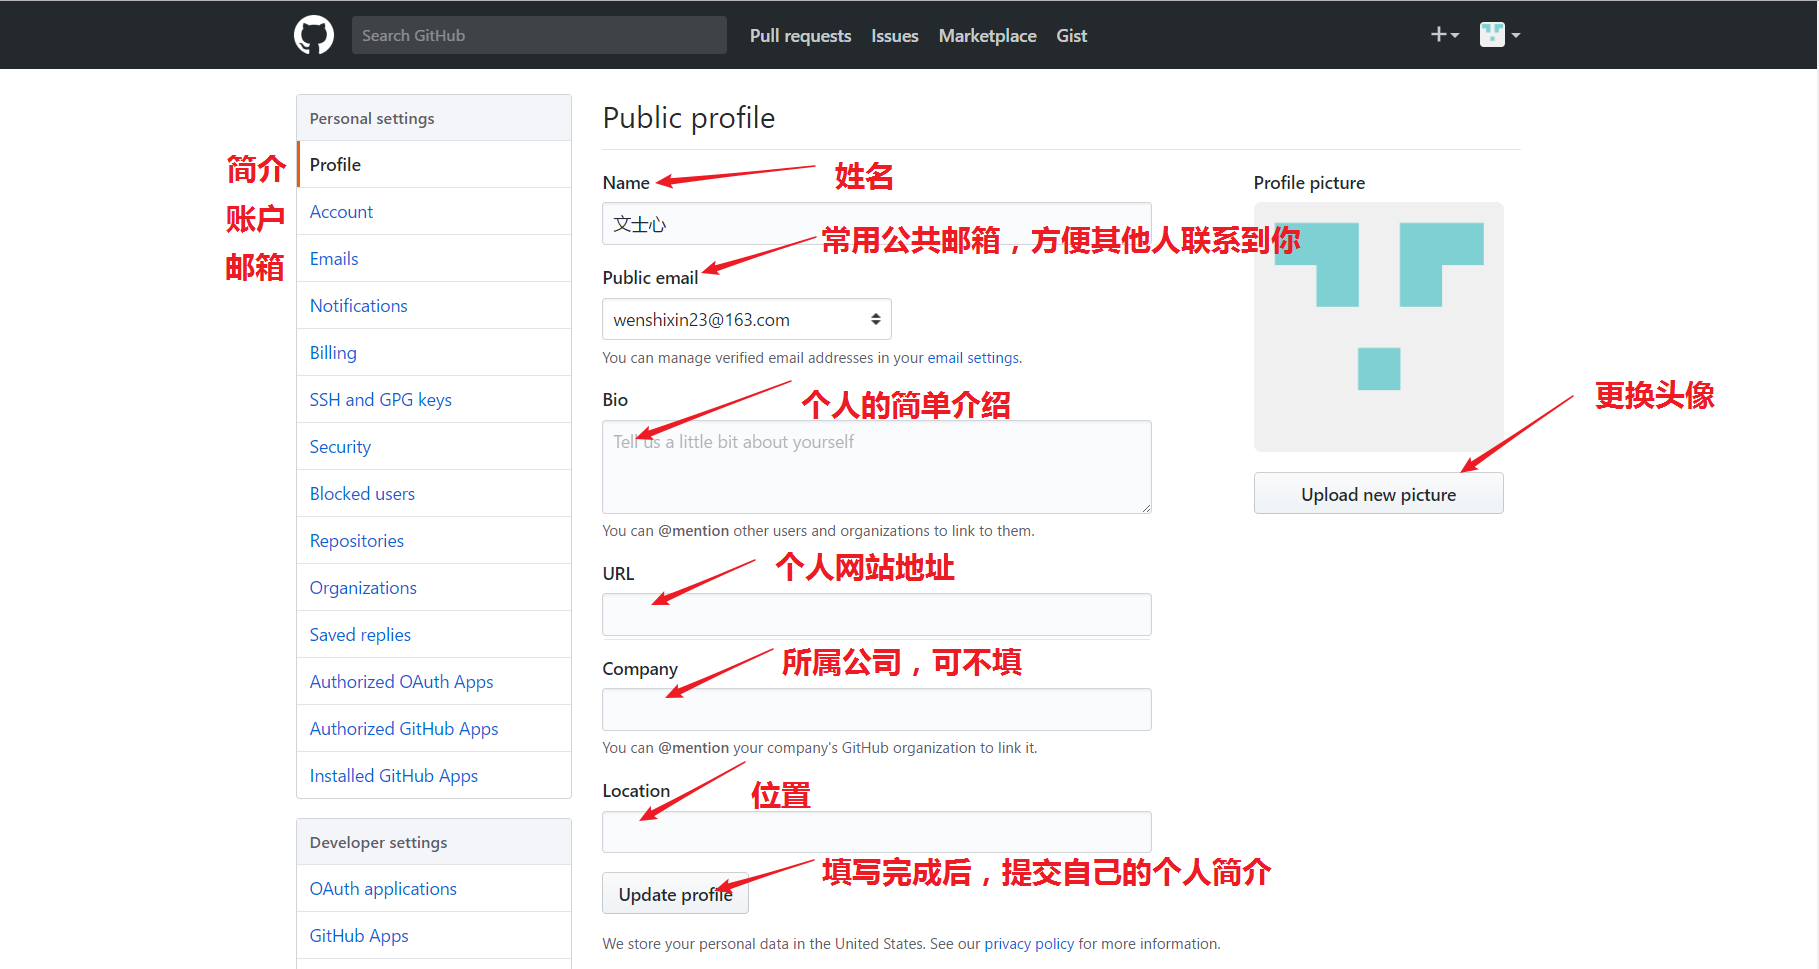 Search GitHub
Pull requests Issues Marketplace Gist
Personal settings
简介 Profile
账户 Account
邮箱 Emails
Notifications
Billing
SSH and GPG keys
Security
Blocked users
Repositories
Organizations
Saved replies
Authorized OAuth Apps
Authorized GitHub Apps
Installed GitHub Apps
Developer settings
OAuth applications
GitHub Apps
Public profile
Name 姓名
文士心
Public email 常用公共邮箱，方便其他人联系到你
wenshixin23@163.com
You can manage verified email addresses in your email settings.
Bio 个人的简单介绍
Tell us a little bit about yourself
You can @mention other users and organizations to link to them.
URL 个人网站地址
Company 所属公司，可不填
You can @mention your company's GitHub organization to link it.
Location 位置
Update profile 填写完成后，提交自己的个人简介
We store your personal data in the United States. See our privacy policy for more information.
Profile picture
更换头像
Upload new picture